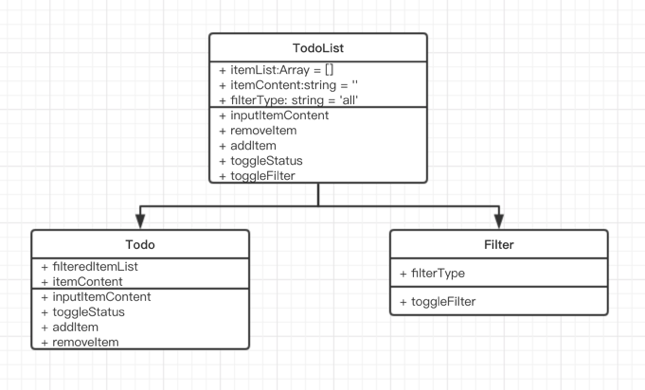 TodoList
+ itemList:Array = []
+ itemContent:string = ''
+ filterType: string = 'all'
+ inputItemContent
+ removeItem
+ addItem
+ toggleStatus
+ toggleFilter
Todo
+ filteredItemList
+ itemContent
+ inputItemContent
+ toggleStatus
+ addItem
+ removeItem
Filter
+ filterType
+ toggleFilter